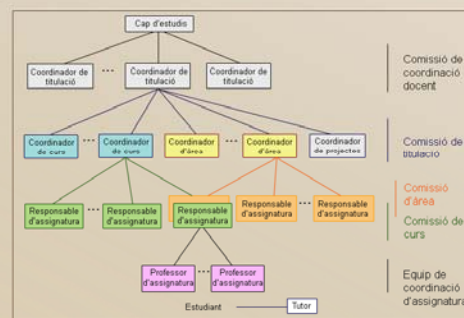 Cap d'estudis
Coordinador de
titulació
...
Coordinador de
titulació
Coordinador de
titulació
Comissió de
coordinació
docent
Coordinador
de curs
...
Coordinador
de curs
Coordinador
d'àrea
...
Coordinador
d'àrea
Coordinador
de projectes
Comissió de
titulació
Responsable
d'assignatura
...
Responsable
d'assignatura
Responsable
d'assignatura
Responsable
d'assignatura
...
Responsable
d'assignatura
Comissió
d'àrea
Comissió de
curs
Professor
d'assignatura
...
Professor
d'assignatura
Equip de
coordinació
d'assignatura
Estudiant
Tutor